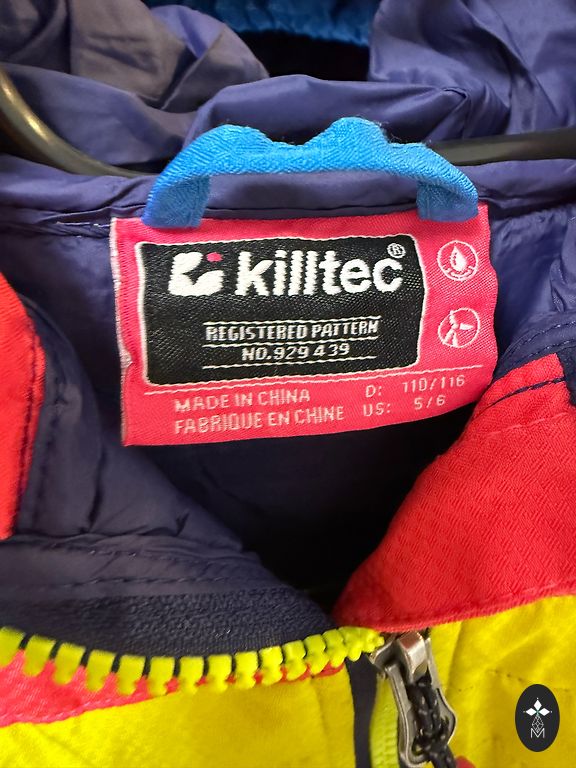 killtec®
REGISTERED PATTERN
NO.929 439
MADE IN CHINA
FABRIQUE EN CHINE
D: 110/116
US: 5/6
M